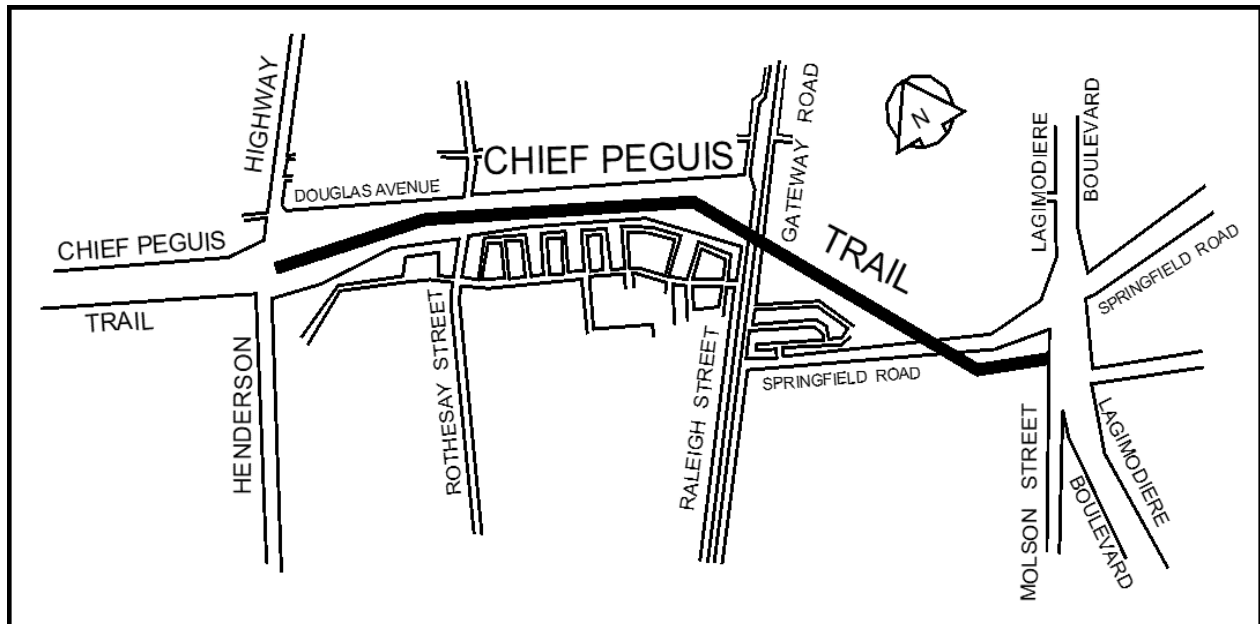 HIGHWAY
DOUGLAS AVENUE
CHIEF PEGUIS
GATEWAY ROAD
N
LAGIMODIERE
BOULEVARD
CHIEF PEGUIS
TRAIL
TRAIL
SPRINGFIELD ROAD
HENDERSON
ROTHESAY STREET
RALEIGH STREET
SPRINGFIELD ROAD
MOLSON STREET
BOULEVARD
LAGIMODIERE